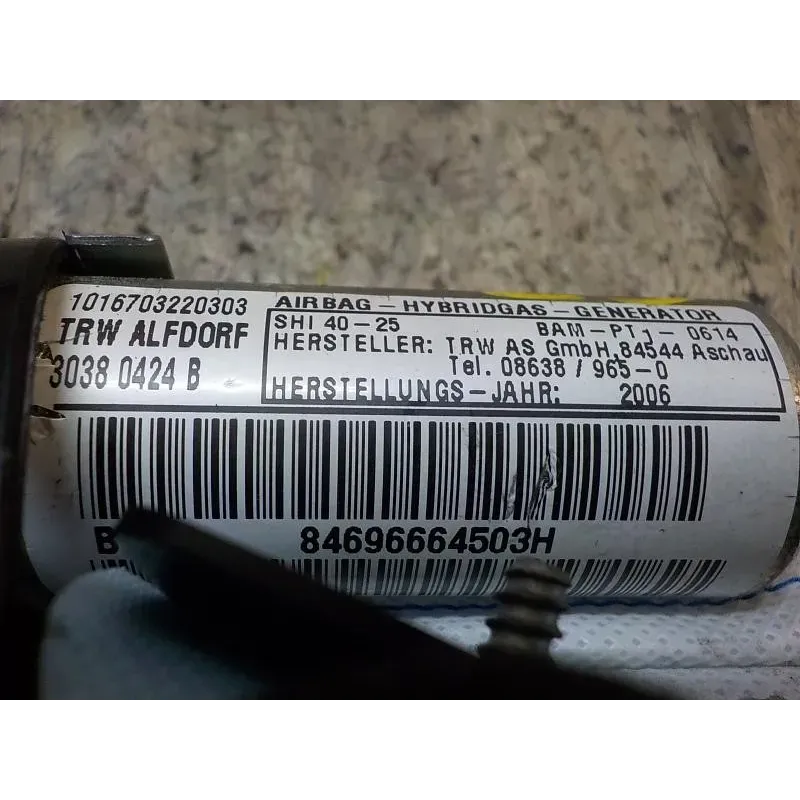 1016703220303
TRW ALFDORF
3038 0424 B
AIRBAG - HYBRIDGAS - GENERATOR
SHI 40-25 BAM-PT1-0614
HERSTELLER: TRW AS GmbH, 84544 Aschau
Tel. 08638 / 965-0
HERSTELLUNGS-JAHR: 2006
B 84696664503H